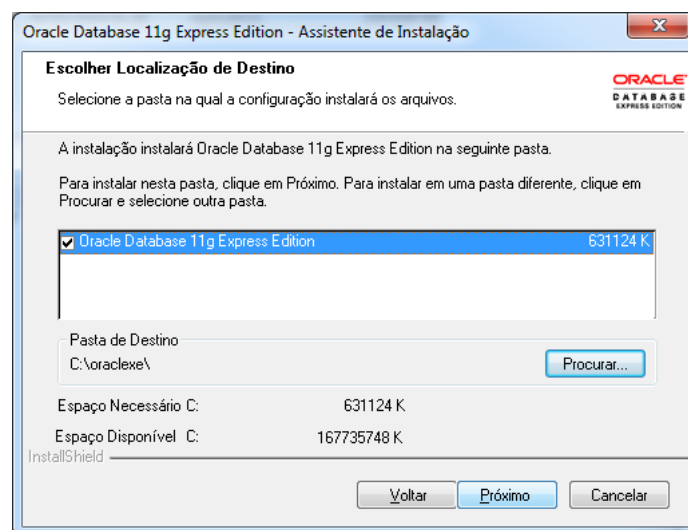 Oracle Database 11g Express Edition - Assistente de Instalação
Escolher Localização de Destino
Selecione a pasta na qual a configuração instalará os arquivos.
ORACLE
DATABASE
EXPRESS EDITION
A instalação instalará Oracle Database 11g Express Edition na seguinte pasta.
Para instalar nesta pasta, clique em Próximo. Para instalar em uma pasta diferente, clique em
Procurar e selecione outra pasta.
Oracle Database 11g Express Edition 631124 K
Pasta de Destino
C:\oraclexe\
Procurar...
Espaço Necessário C: 631124 K
Espaço Disponível C: 167735748 K
InstallShield
Voltar Próximo Cancelar